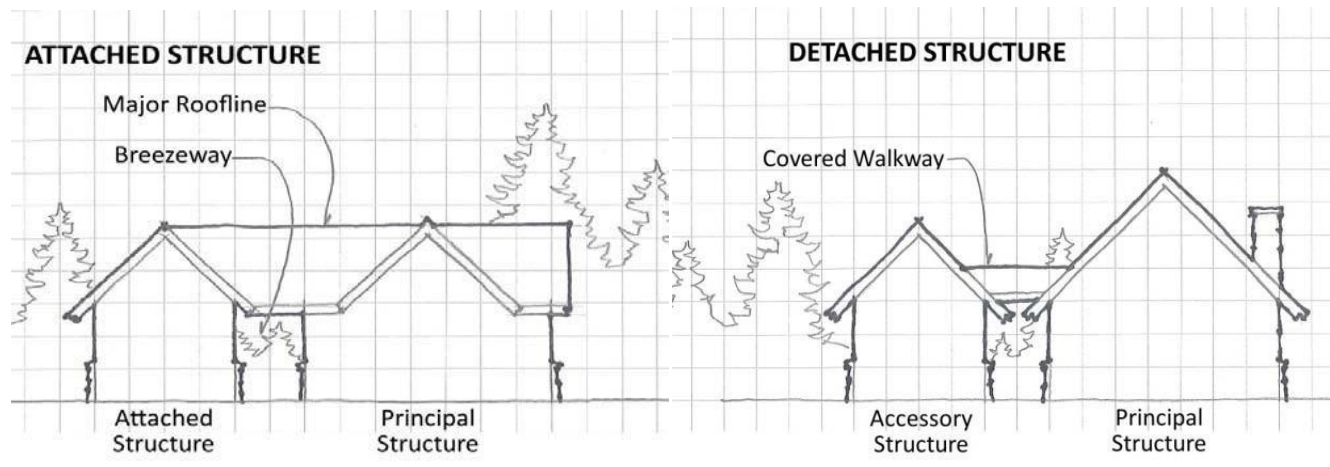 ATTACHED STRUCTURE
Major Roofline
Breezeway
Attached
Structure
Principal
Structure
DETACHED STRUCTURE
Covered Walkway
Accessory
Structure
Principal
Structure